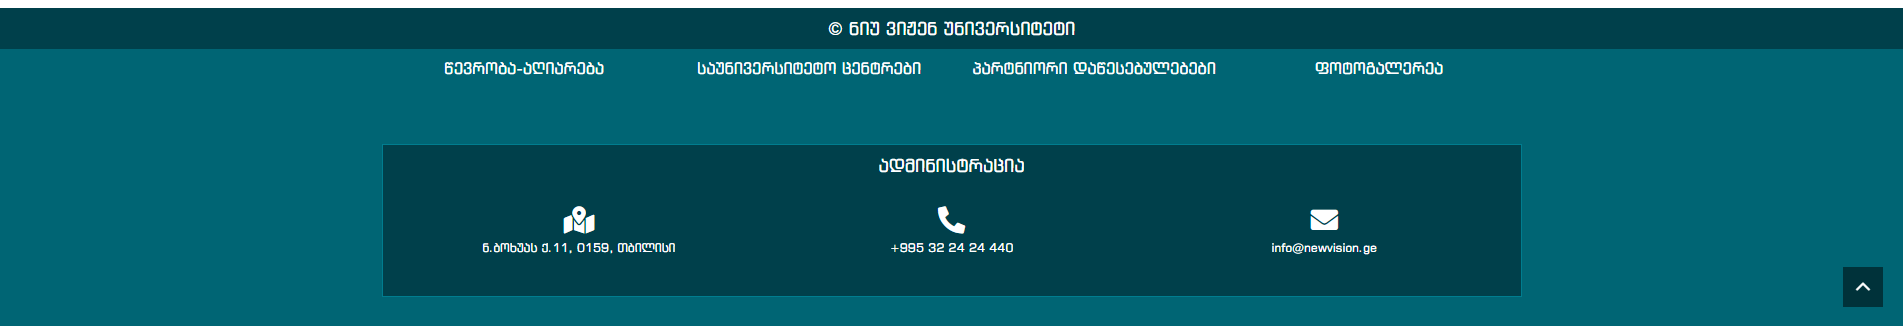 © ნიუ ვიჟენ უნივერსიტეტი
წევრობა-აღიარება საუნივერსიტეტო ცენტრები პარტნიორი დაწესებულებები ფოტოგალერეა
ადმინისტრაცია
ნ.ბოხუას ქ.11, 0159, თბილისი +995 32 24 24 440 info@newvision.ge